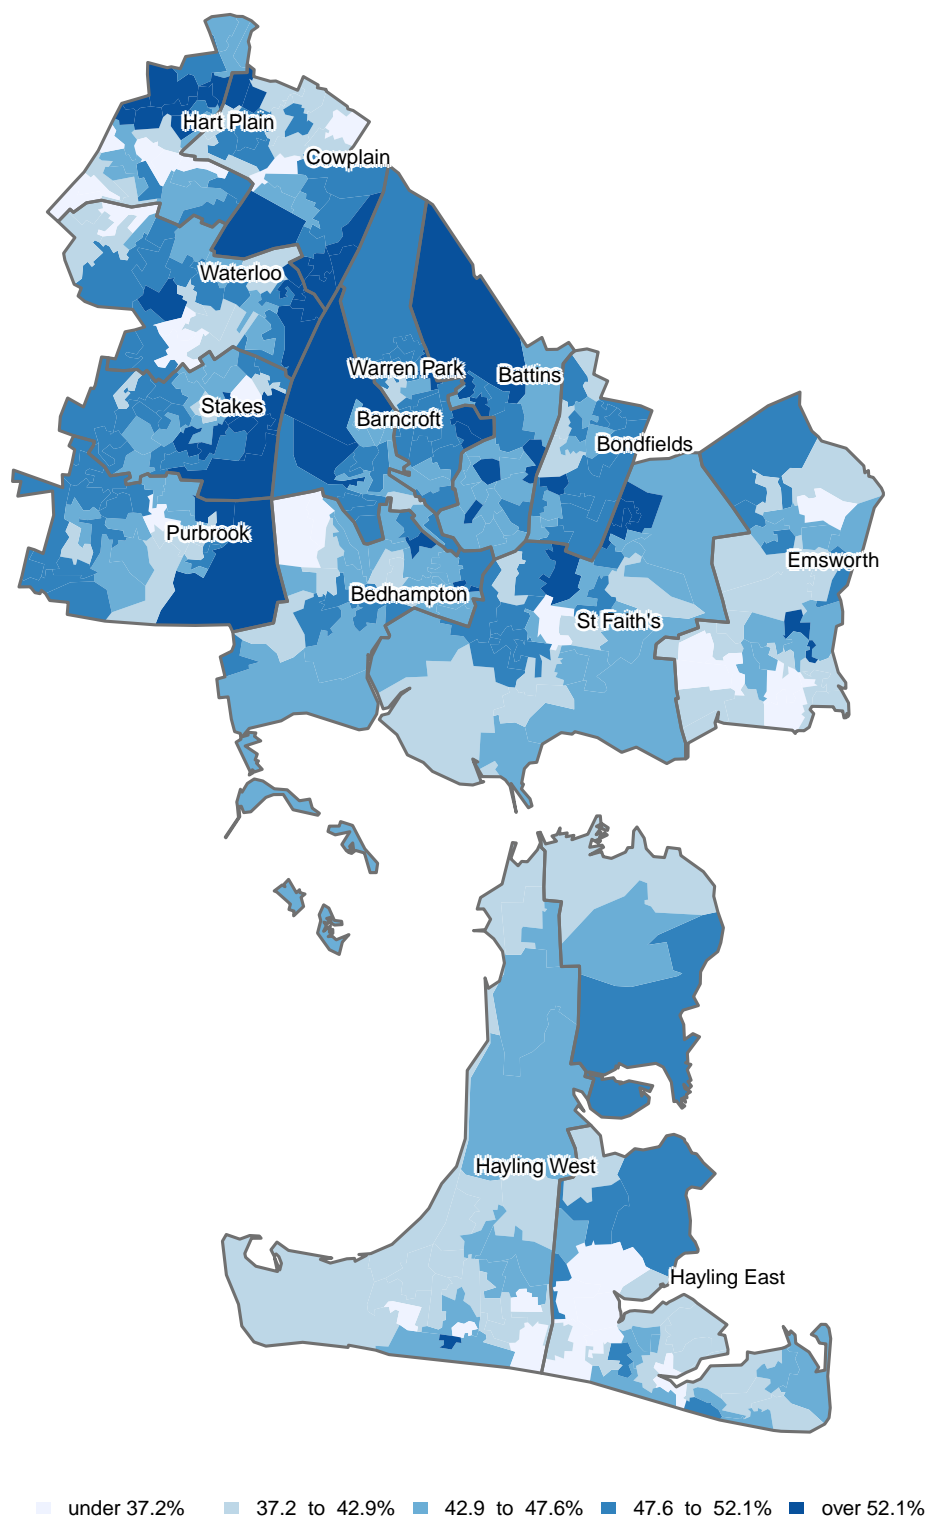 Hart Plain
Cowplain
Waterloo
Warren Park
Battins
Stakes
Barncroft
Bondfields
Purbrook
Emsworth
Bedhampton
St Faith's
Hayling West
Hayling East
under 37.2% 37.2 to 42.9% 42.9 to 47.6% 47.6 to 52.1% over 52.1%